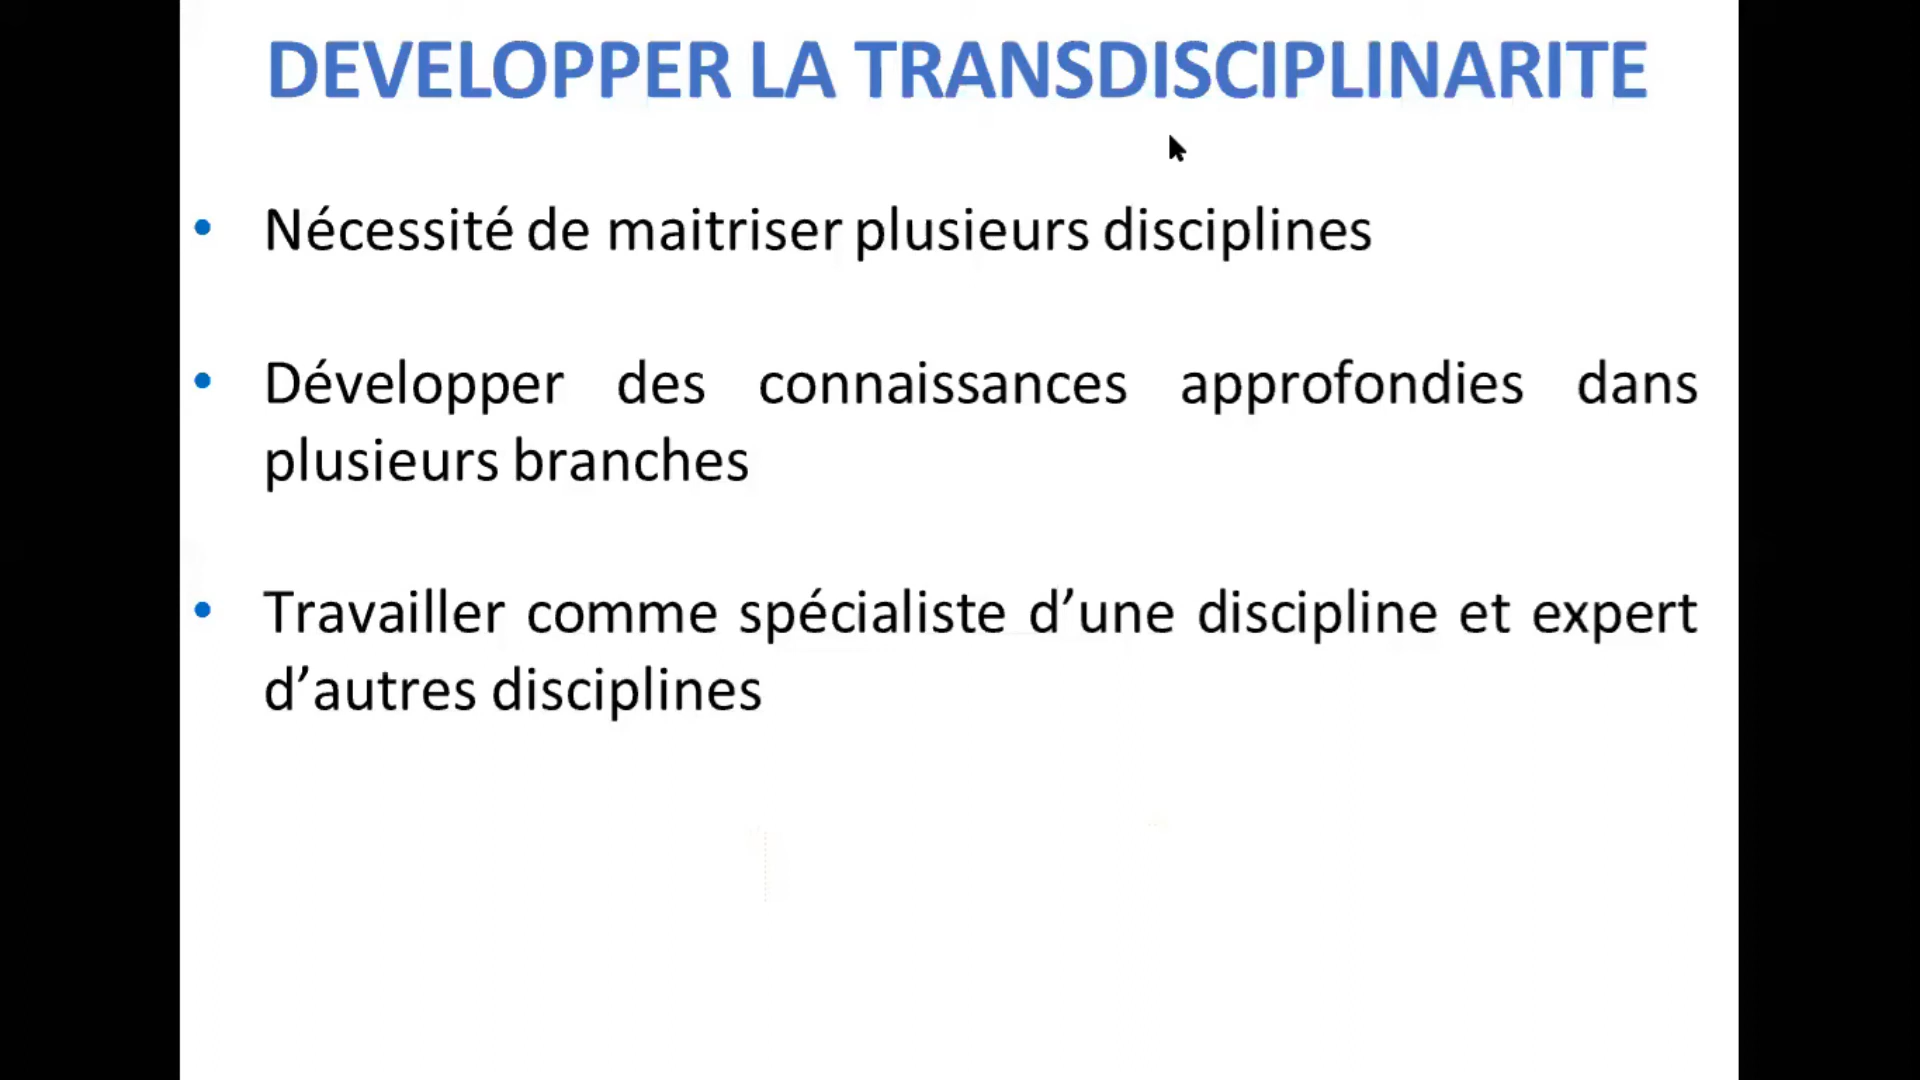 DEVELOPPER LA TRANSDISCIPLINARITE
• Nécessité de maitriser plusieurs disciplines
• Développer des connaissances approfondies dans
plusieurs branches
• Travailler comme spécialiste d’une discipline et expert
d’autres disciplines